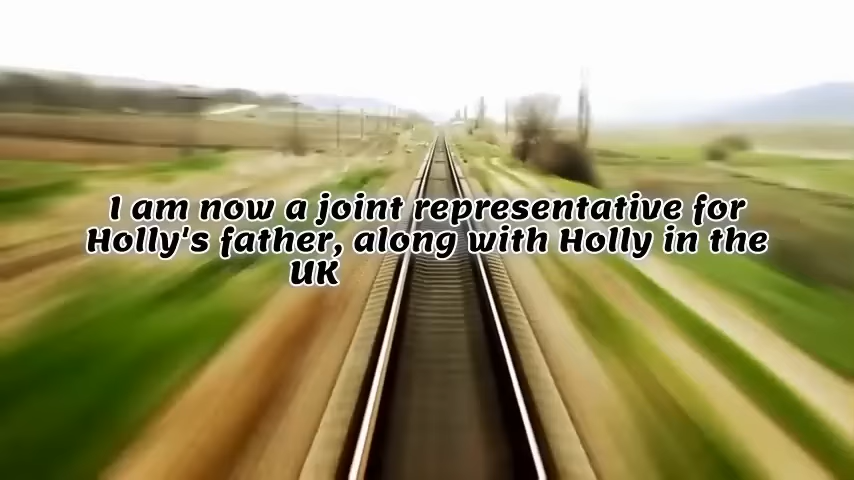 I am now a joint representative for
Holly's father, along with Holly in the
UK